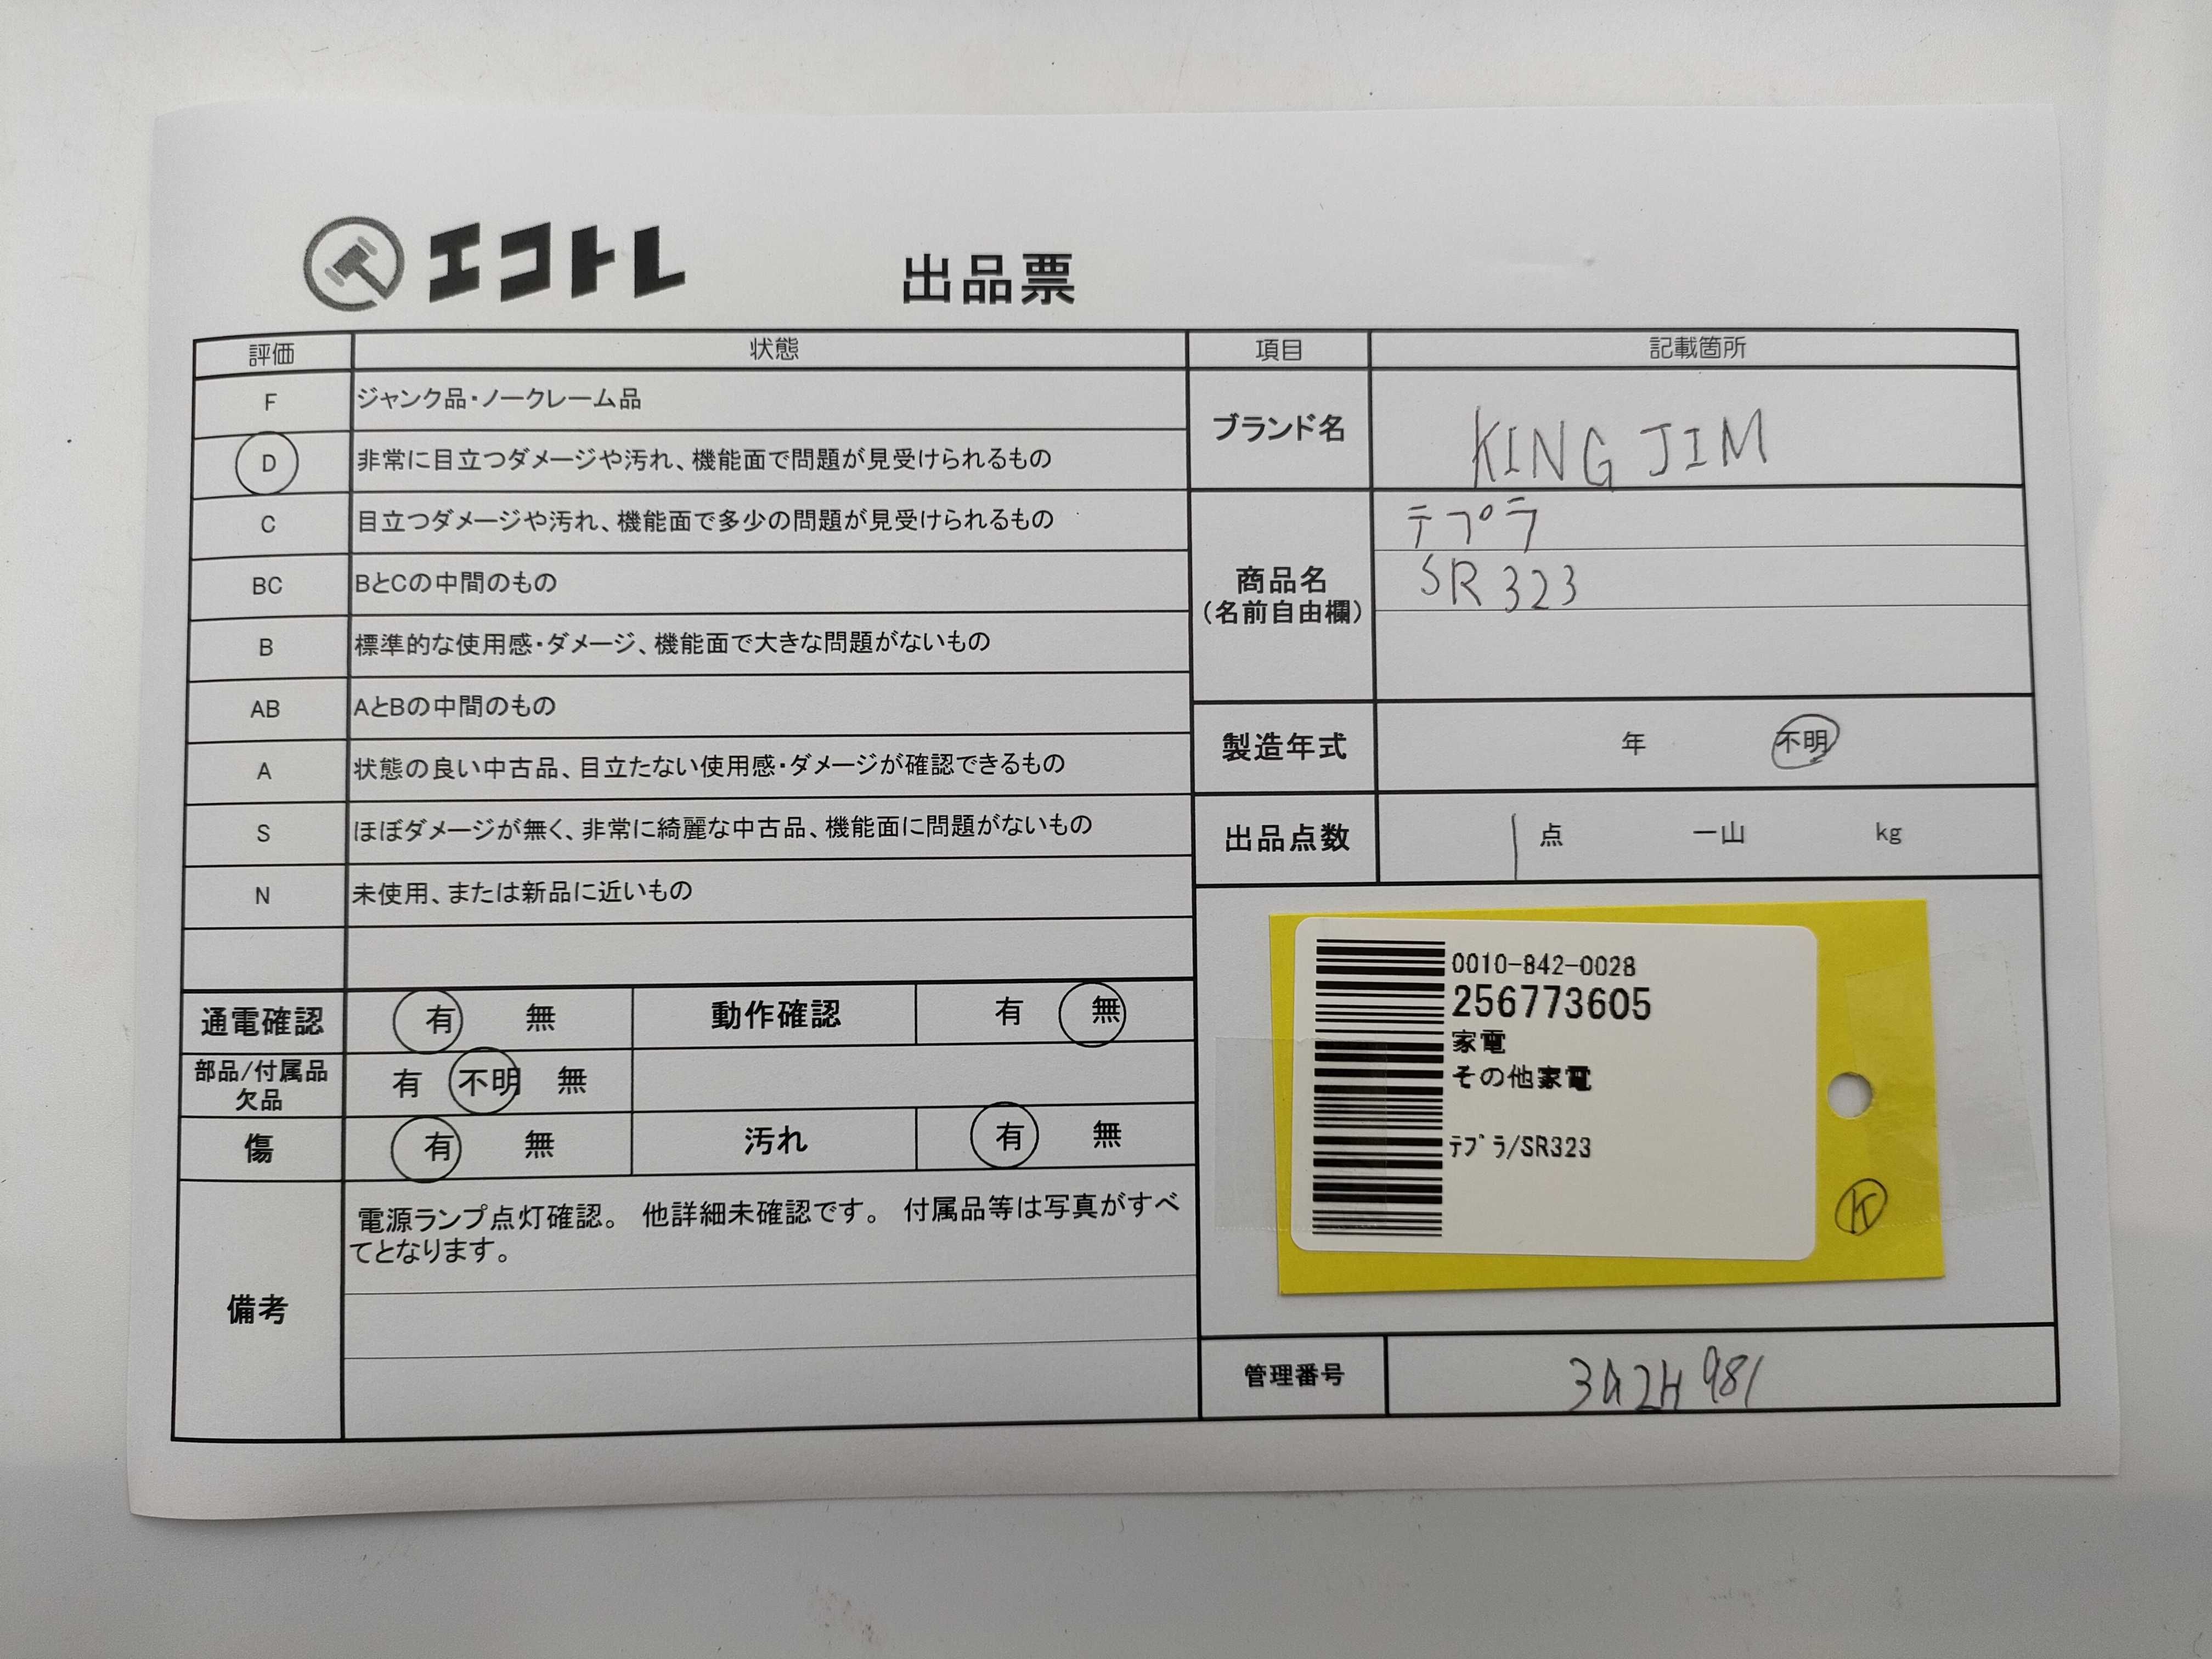 エコトレ
出品票
評価 状態
F ジャンク品・ノークレーム品
D 非常に目立つダメージや汚れ、機能面で問題が見受けられるもの
C 目立つダメージや汚れ、機能面で多少の問題が見受けられるもの
BC BとCの中間のもの
B 標準的な使用感・ダメージ、機能面で大きな問題がないもの
AB AとBの中間のもの
A 状態の良い中古品、目立たない使用感・ダメージが確認できるもの
S ほぼダメージが無く、非常に綺麗な中古品、機能面に問題がないもの
N 未使用、または新品に近いもの
通電確認 有 無 動作確認 有 無
部品/付属品
欠品
有 不明 無
傷 有 無 汚れ 有 無
備考
電源ランプ点灯確認。 他詳細未確認です。 付属品等は写真がすべ
てとなります。
項目 記載箇所
ブランド名 KING JIM
商品名
(名前自由欄)
テプラ
SR323
製造年式 年 不明
出品点数 1 点 一山 kg
0010-842-0028
256773605
家電
その他家電
ﾃﾌﾟﾗ/SR323
K
管理番号